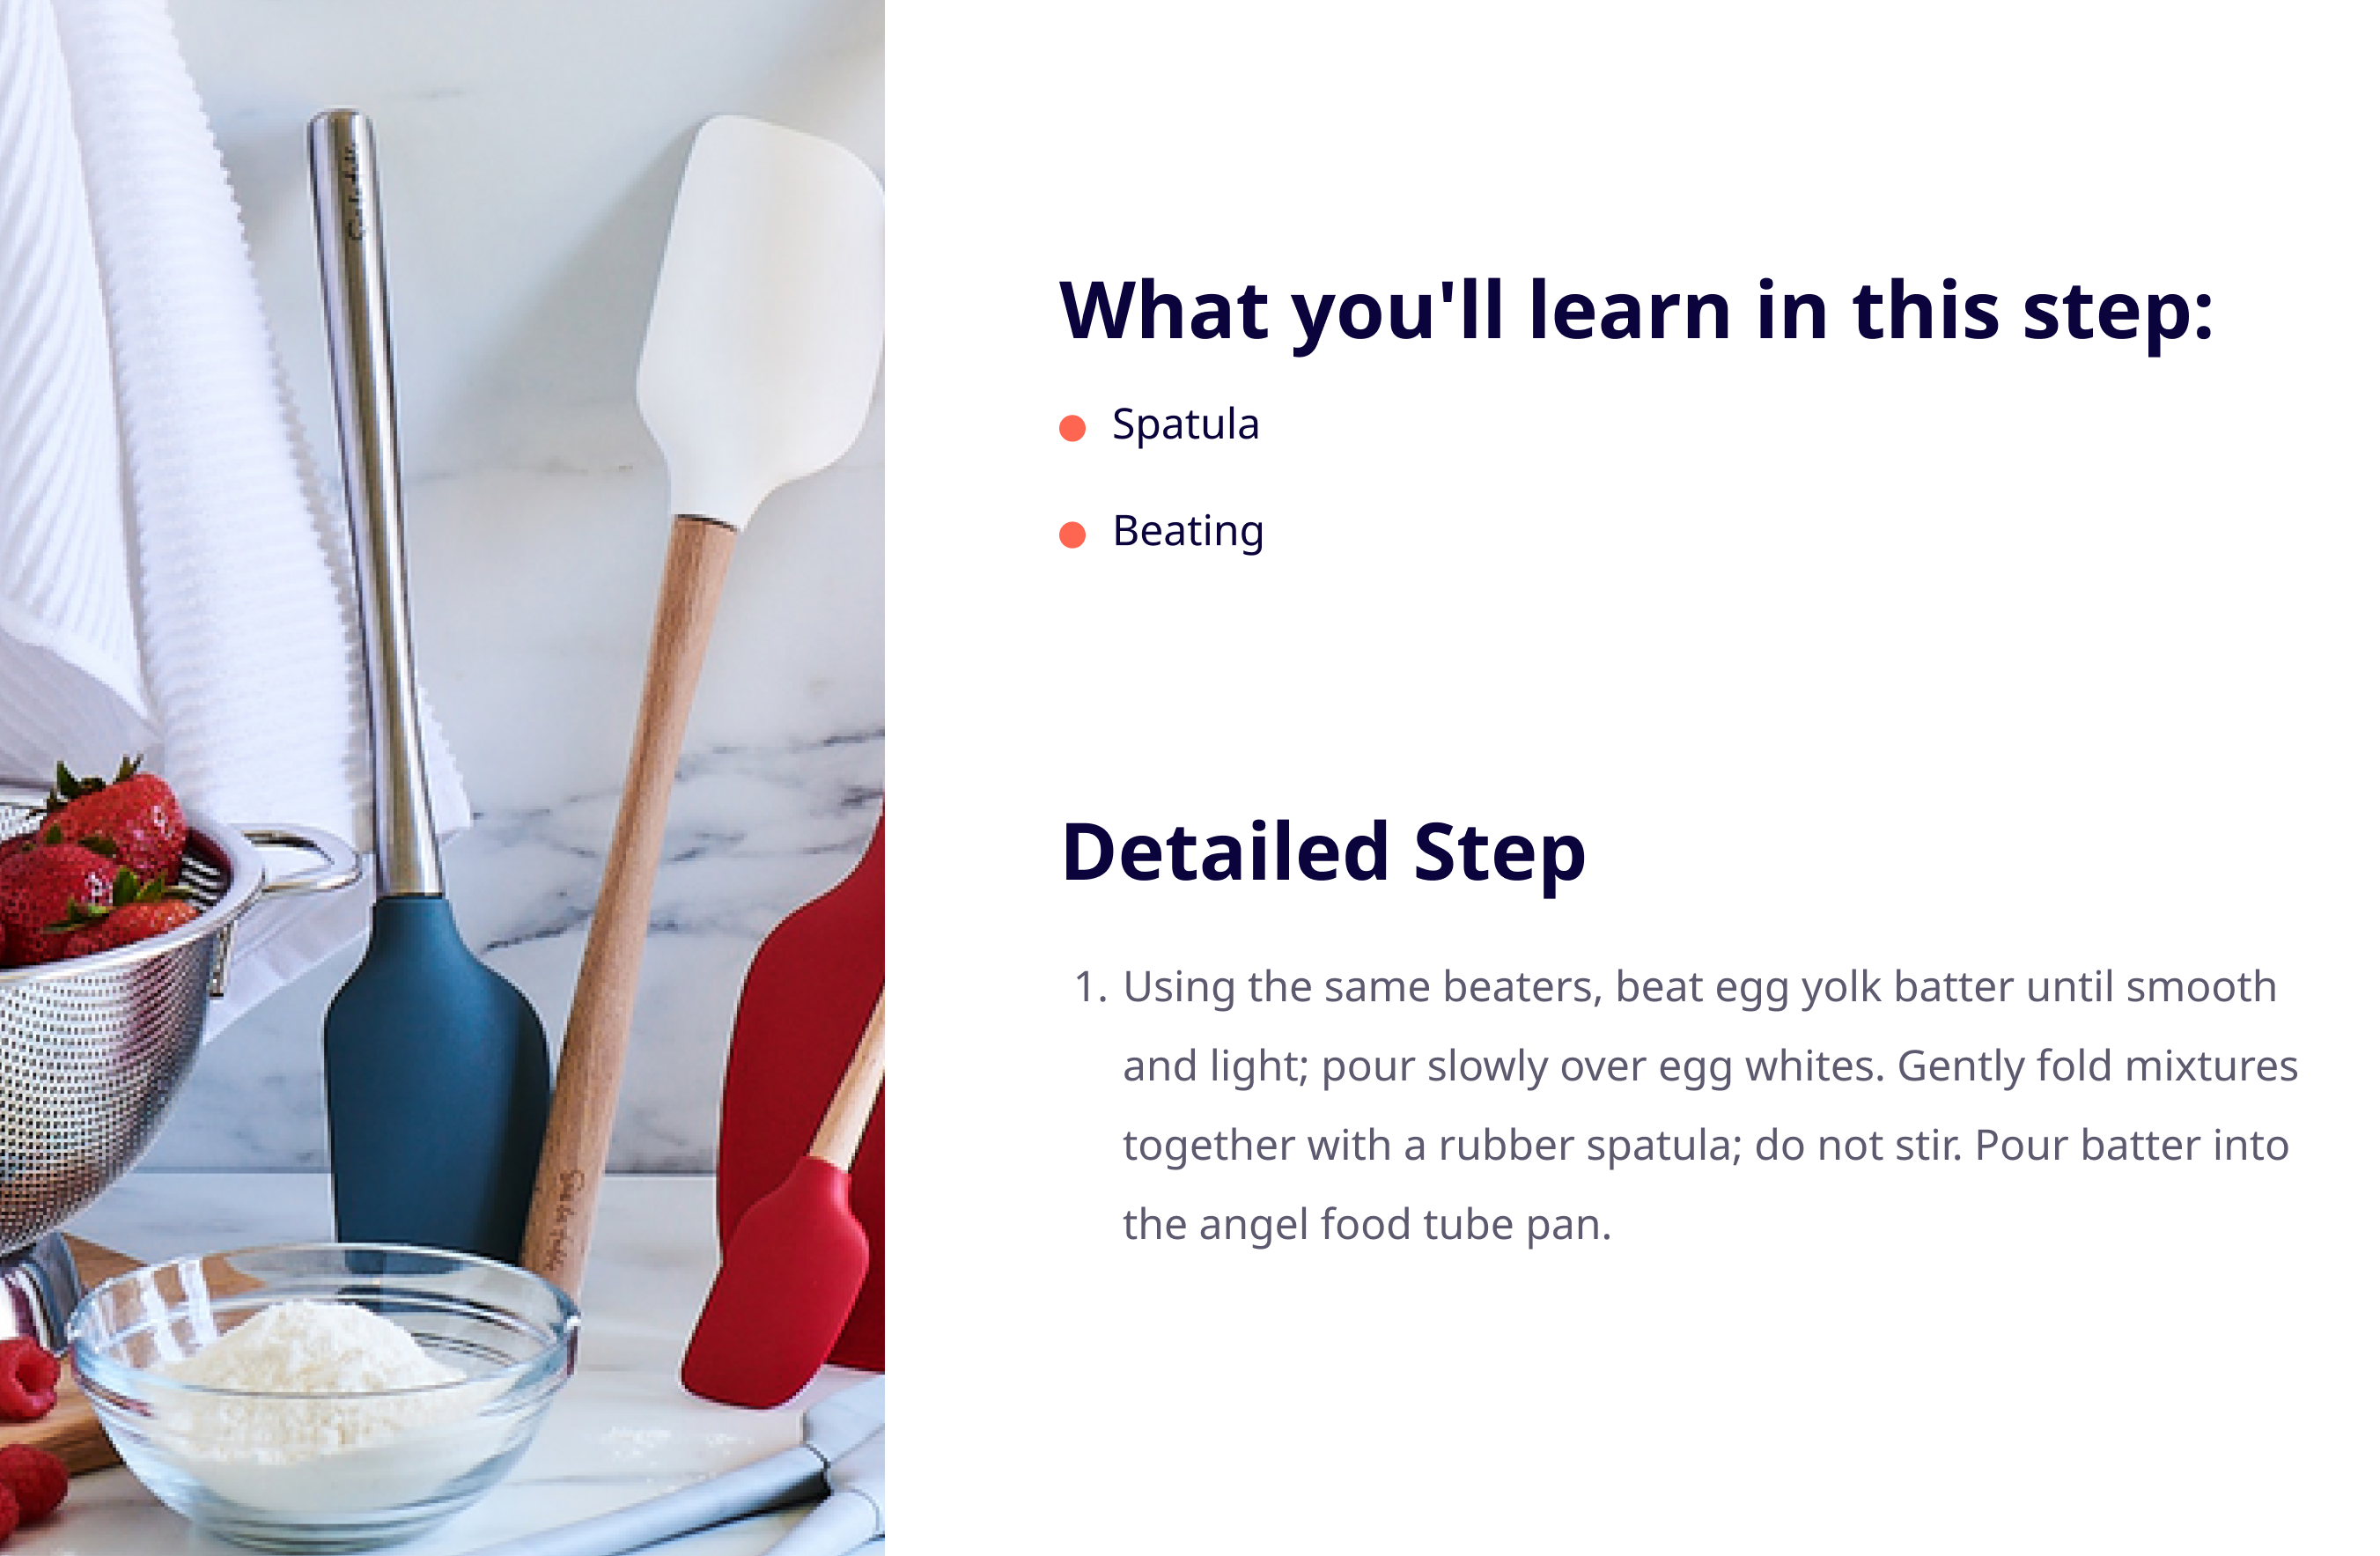 What you'll learn in this step:
Spatula
Beating
Detailed Step
1. Using the same beaters, beat egg yolk batter until smooth
and light; pour slowly over egg whites. Gently fold mixtures
together with a rubber spatula; do not stir. Pour batter into
the angel food tube pan.